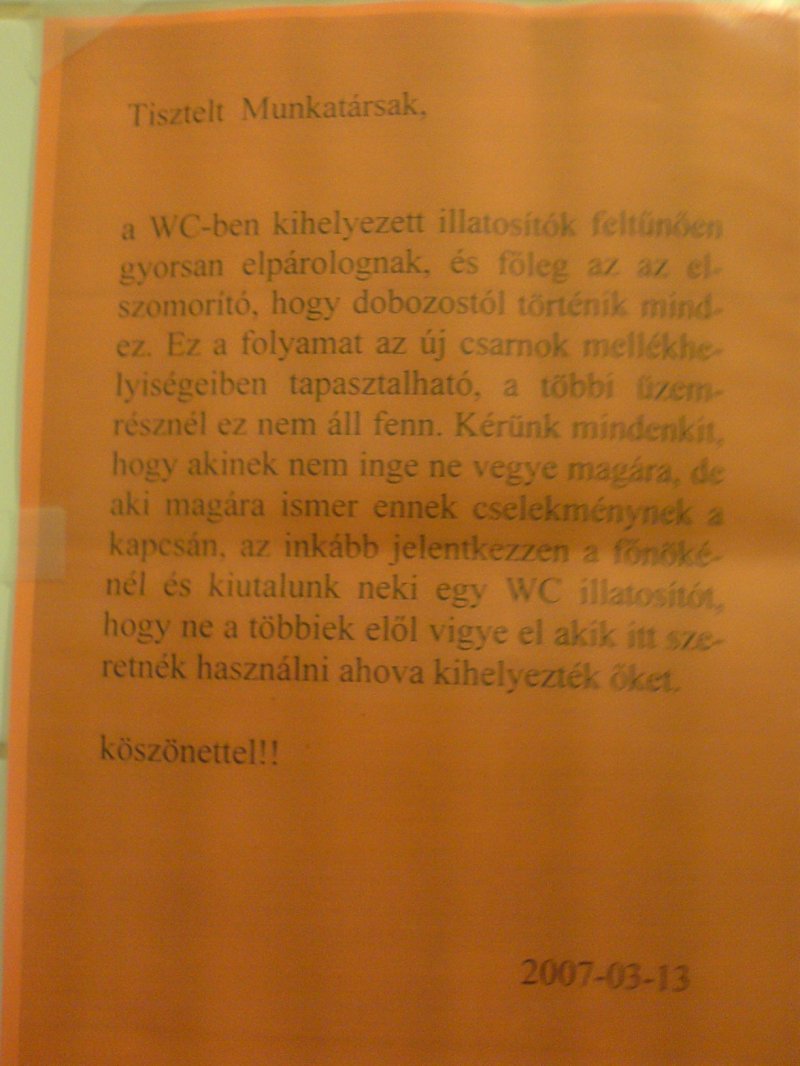 Tisztelt Munkatársak,
a WC-ben kihelyezett illatosítók feltűnően
gyorsan elpárolognak, és főleg az az el-
szomorító, hogy dobozostól történik mind-
ez. Ez a folyamat az új csarnok mellékhe-
lyiségeiben tapasztalható, a többi üzem-
résznél ez nem áll fenn. Kérünk mindenkit,
hogy akinek nem inge ne vegye magára, de
aki magára ismer ennek cselekménynek a
kapcsán, az inkább jelentkezzen a főnöké-
nél és kiutalunk neki egy WC illatosítót,
hogy ne a többiek elől vigye el akik itt sze-
retnék használni ahova kihelyezték őket.
köszönettel!!
2007-03-13